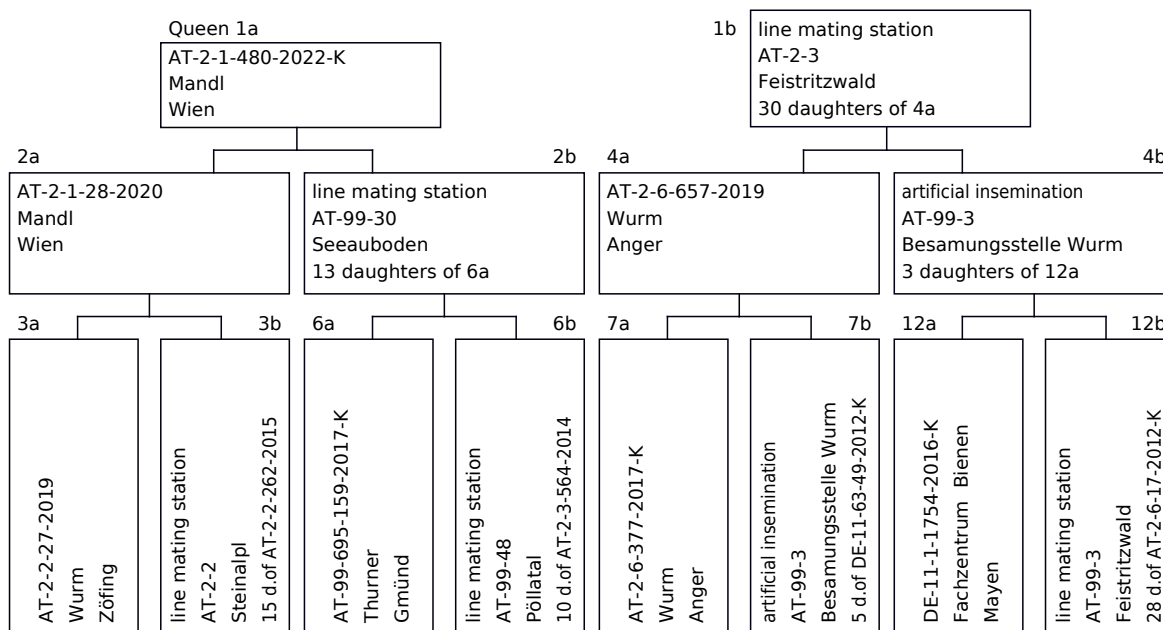 Queen 1a
AT-2-1-480-2022-K
Mandl
Wien
1b
line mating station
AT-2-3
Feistritzwald
30 daughters of 4a
2a
AT-2-1-28-2020
Mandl
Wien
2b
line mating station
AT-99-30
Seeauboden
13 daughters of 6a
4a
AT-2-6-657-2019
Wurm
Anger
4b
artificial insemination
AT-99-3
Besamungsstelle Wurm
3 daughters of 12a
3a
AT-2-2-27-2019
Wurm
Zöfing
3b
line mating station
AT-2-2
Steinalpl
15 d.of AT-2-2-262-2015
6a
AT-99-695-159-2017-K
Thurner
Gmünd
6b
line mating station
AT-99-48
Pöllatal
10 d.of AT-2-3-564-2014
7a
AT-2-6-377-2017-K
Wurm
Anger
7b
artificial insemination
AT-99-3
Besamungsstelle Wurm
5 d.of DE-11-63-49-2012-K
12a
DE-11-1-1754-2016-K
Fachzentrum Bienen
Mayen
12b
line mating station
AT-99-3
Feistritzwald
28 d.of AT-2-6-17-2012-K